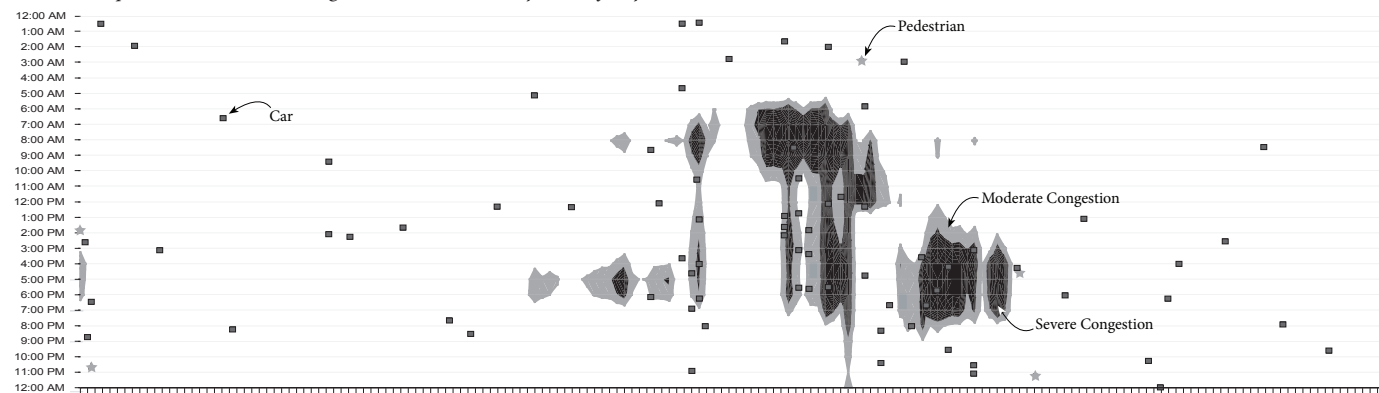 12:00 AM
1:00 AM
2:00 AM
3:00 AM
4:00 AM
5:00 AM
6:00 AM
7:00 AM
8:00 AM
9:00 AM
10:00 AM
11:00 AM
12:00 PM
1:00 PM
2:00 PM
3:00 PM
4:00 PM
5:00 PM
6:00 PM
7:00 PM
8:00 PM
9:00 PM
10:00 PM
11:00 PM
12:00 AM
Pedestrian
Car
Moderate Congestion
Severe Congestion